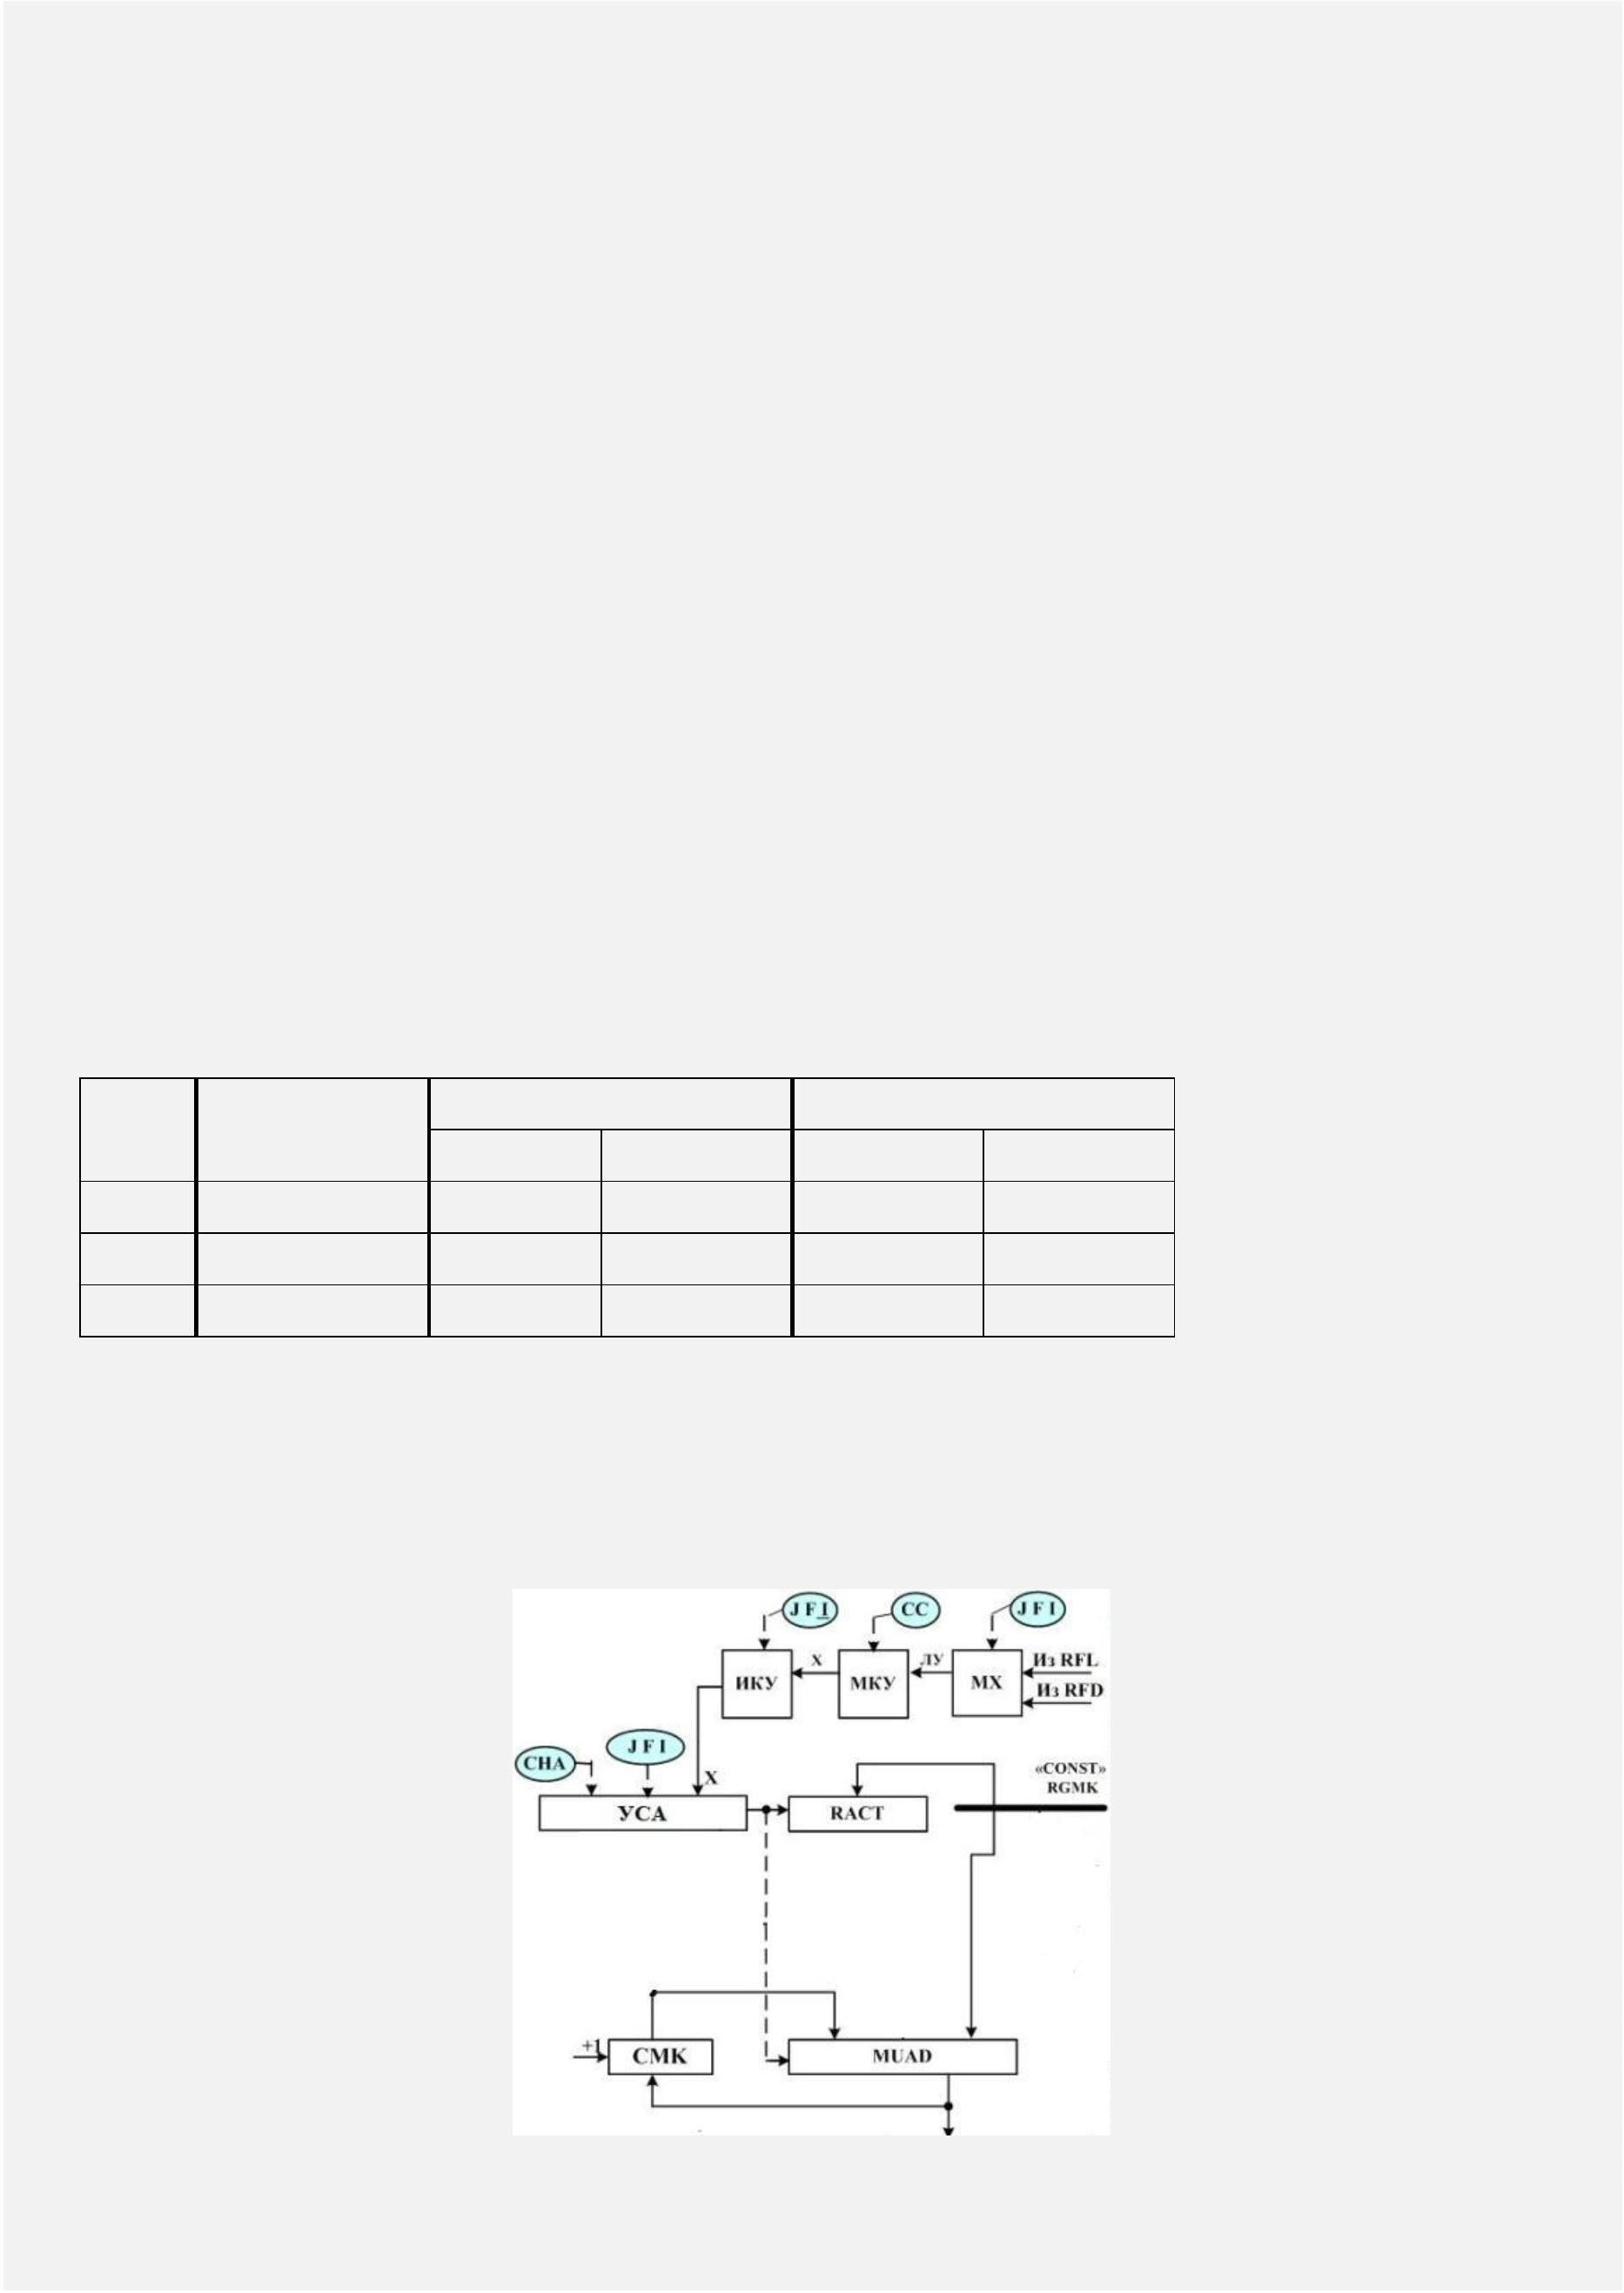 J F I CC J F I
ИКУ X МКУ ЛУ MX Из RFL
Из RFD
CHA J F I X
«CONST»
RGMK
УСА RACT
+1 СМК MUAD